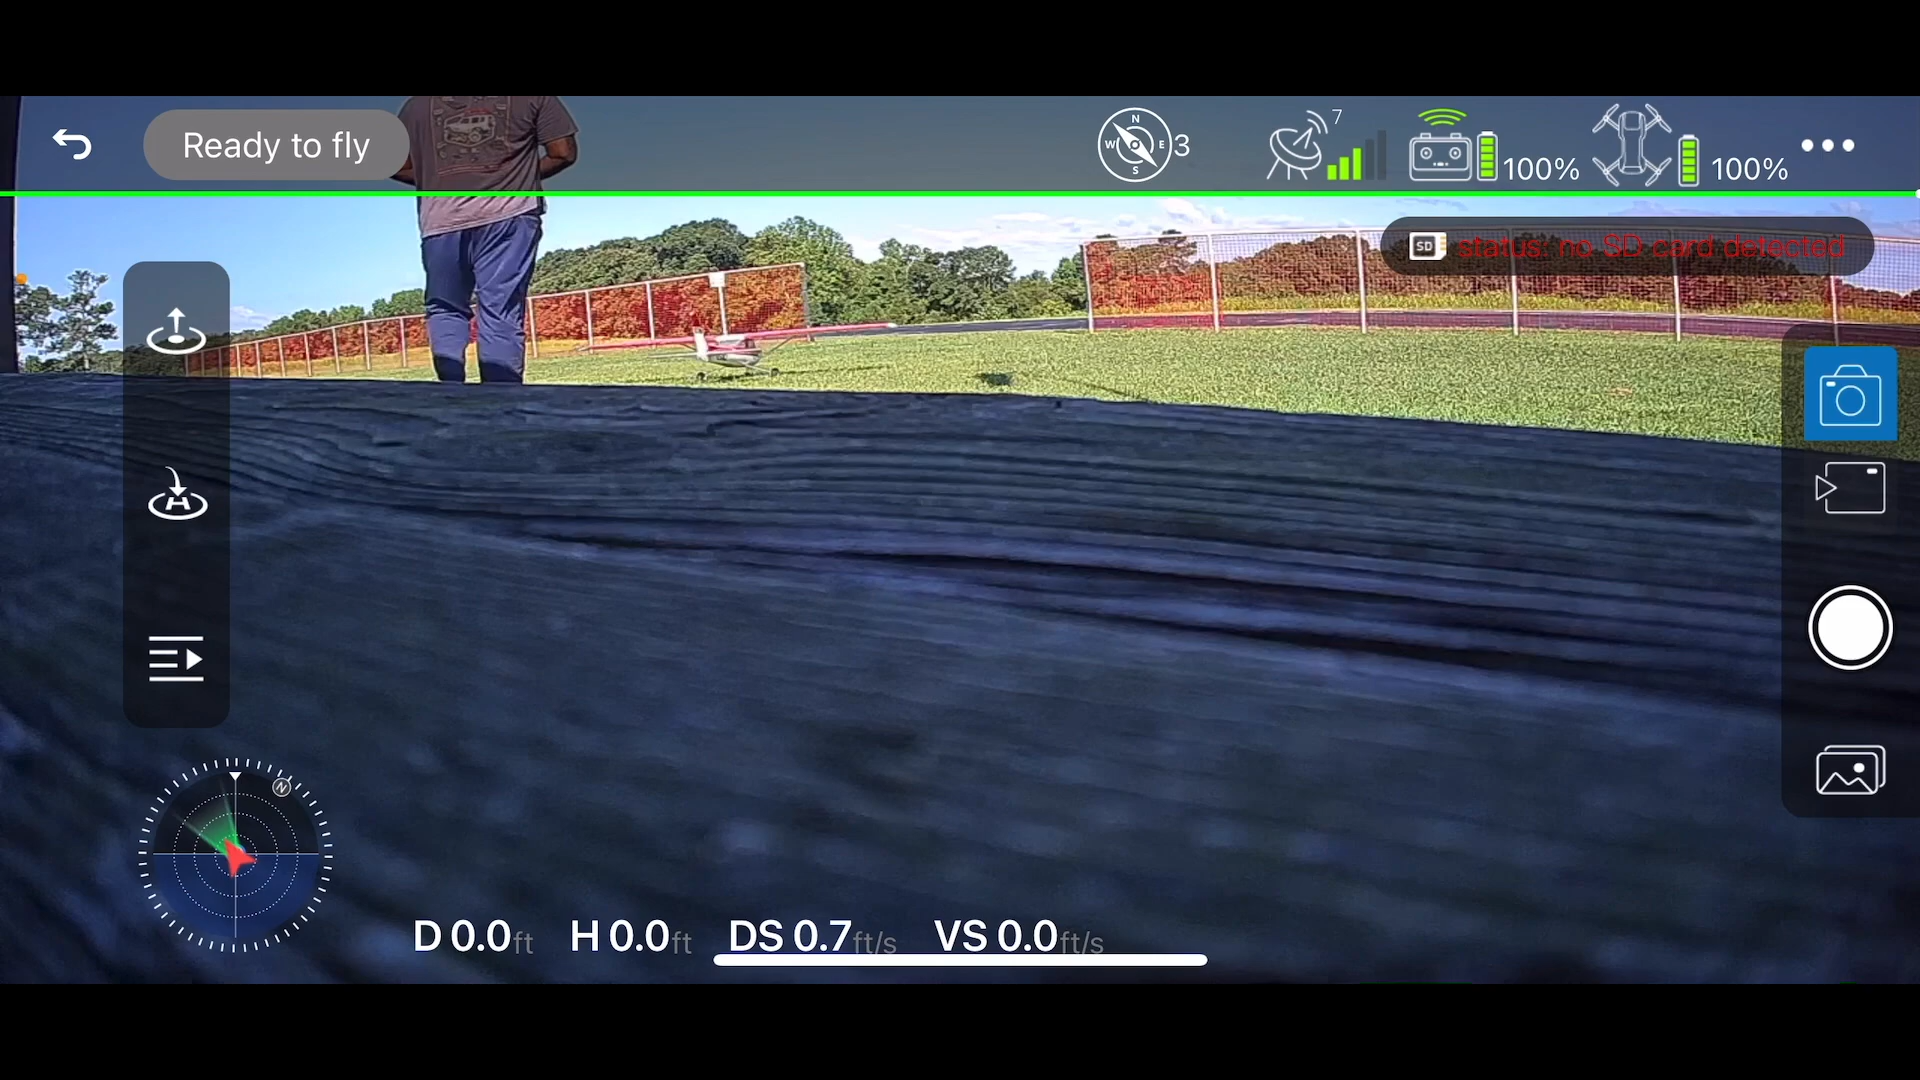 Ready to fly
N
W
E
S
3
7
100%
100%
SD status: no SD card detected
H
N
D 0.0ft H 0.0ft DS 0.7ft/s VS 0.0ft/s